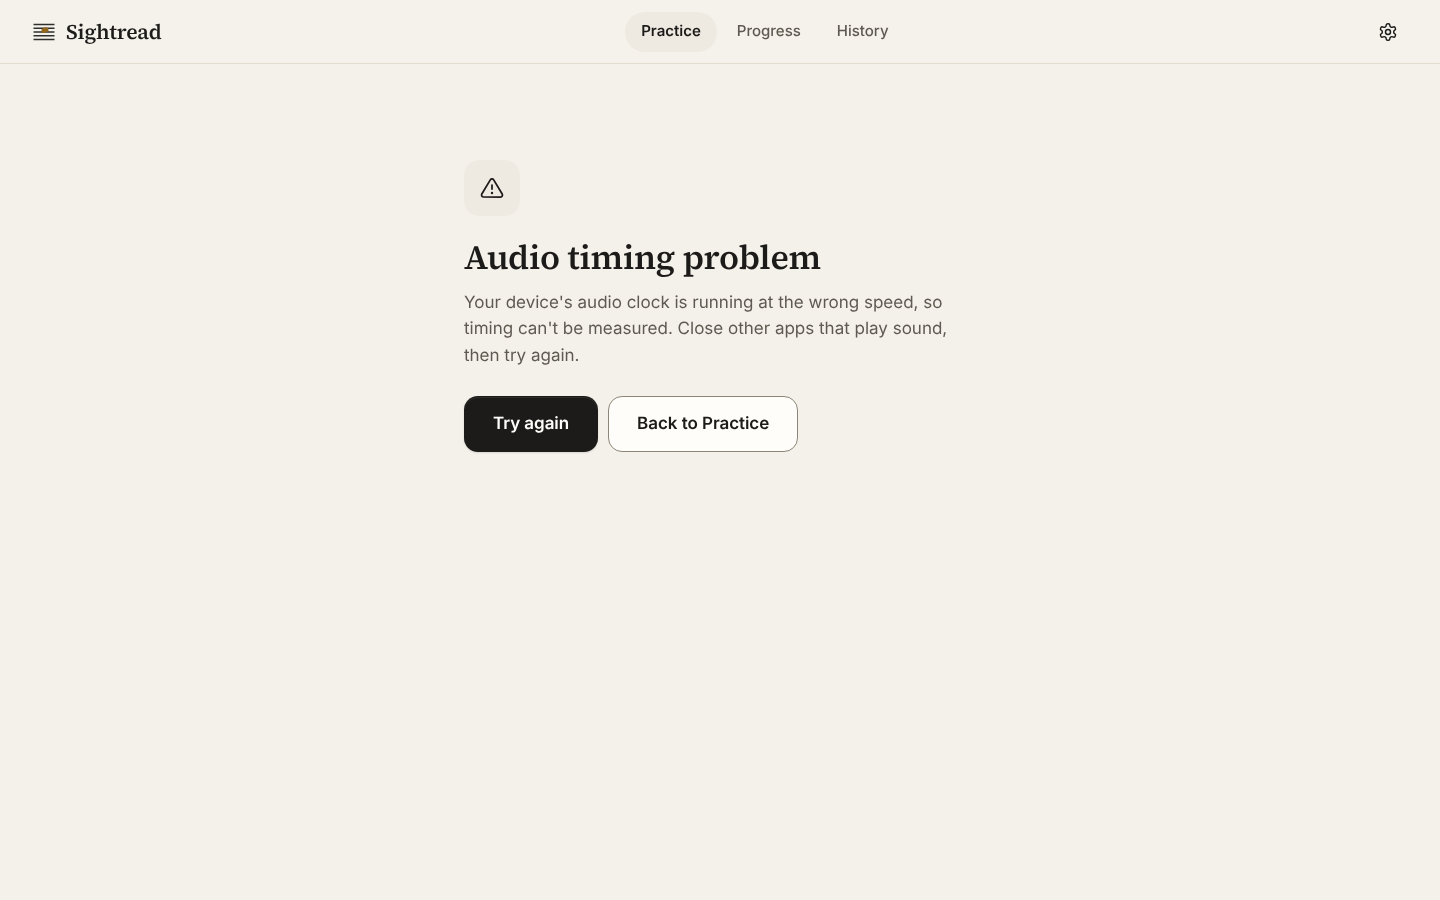 Sightread
Practice
Progress
History
Audio timing problem
Your device's audio clock is running at the wrong speed, so
timing can't be measured. Close other apps that play sound,
then try again.
Try again
Back to Practice